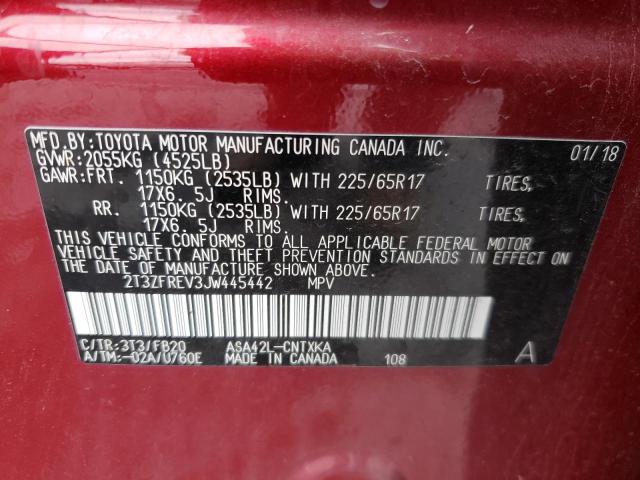 MFD.BY:TOYOTA MOTOR MANUFACTURING CANADA INC. 01/18
GVWR:2055KG (4525LB)
GAWR:FRT. 1150KG (2535LB) WITH 225/65R17 TIRES,
17X6. 5J RIMS.
RR. 1150KG (2535LB) WITH 225/65R17 TIRES,
17X6. 5J RIMS.
THIS VEHICLE CONFORMS TO ALL APPLICABLE FEDERAL MOTOR
VEHICLE SAFETY AND THEFT PREVENTION STANDARDS IN EFFECT ON
THE DATE OF MANUFACTURE SHOWN ABOVE.
2T3ZFREV3JW445442 MPV
C/TR:3T3/FB20 ASA42L-CNTXKA
A/TM:-02A/U760E MADE IN CANADA 108 A